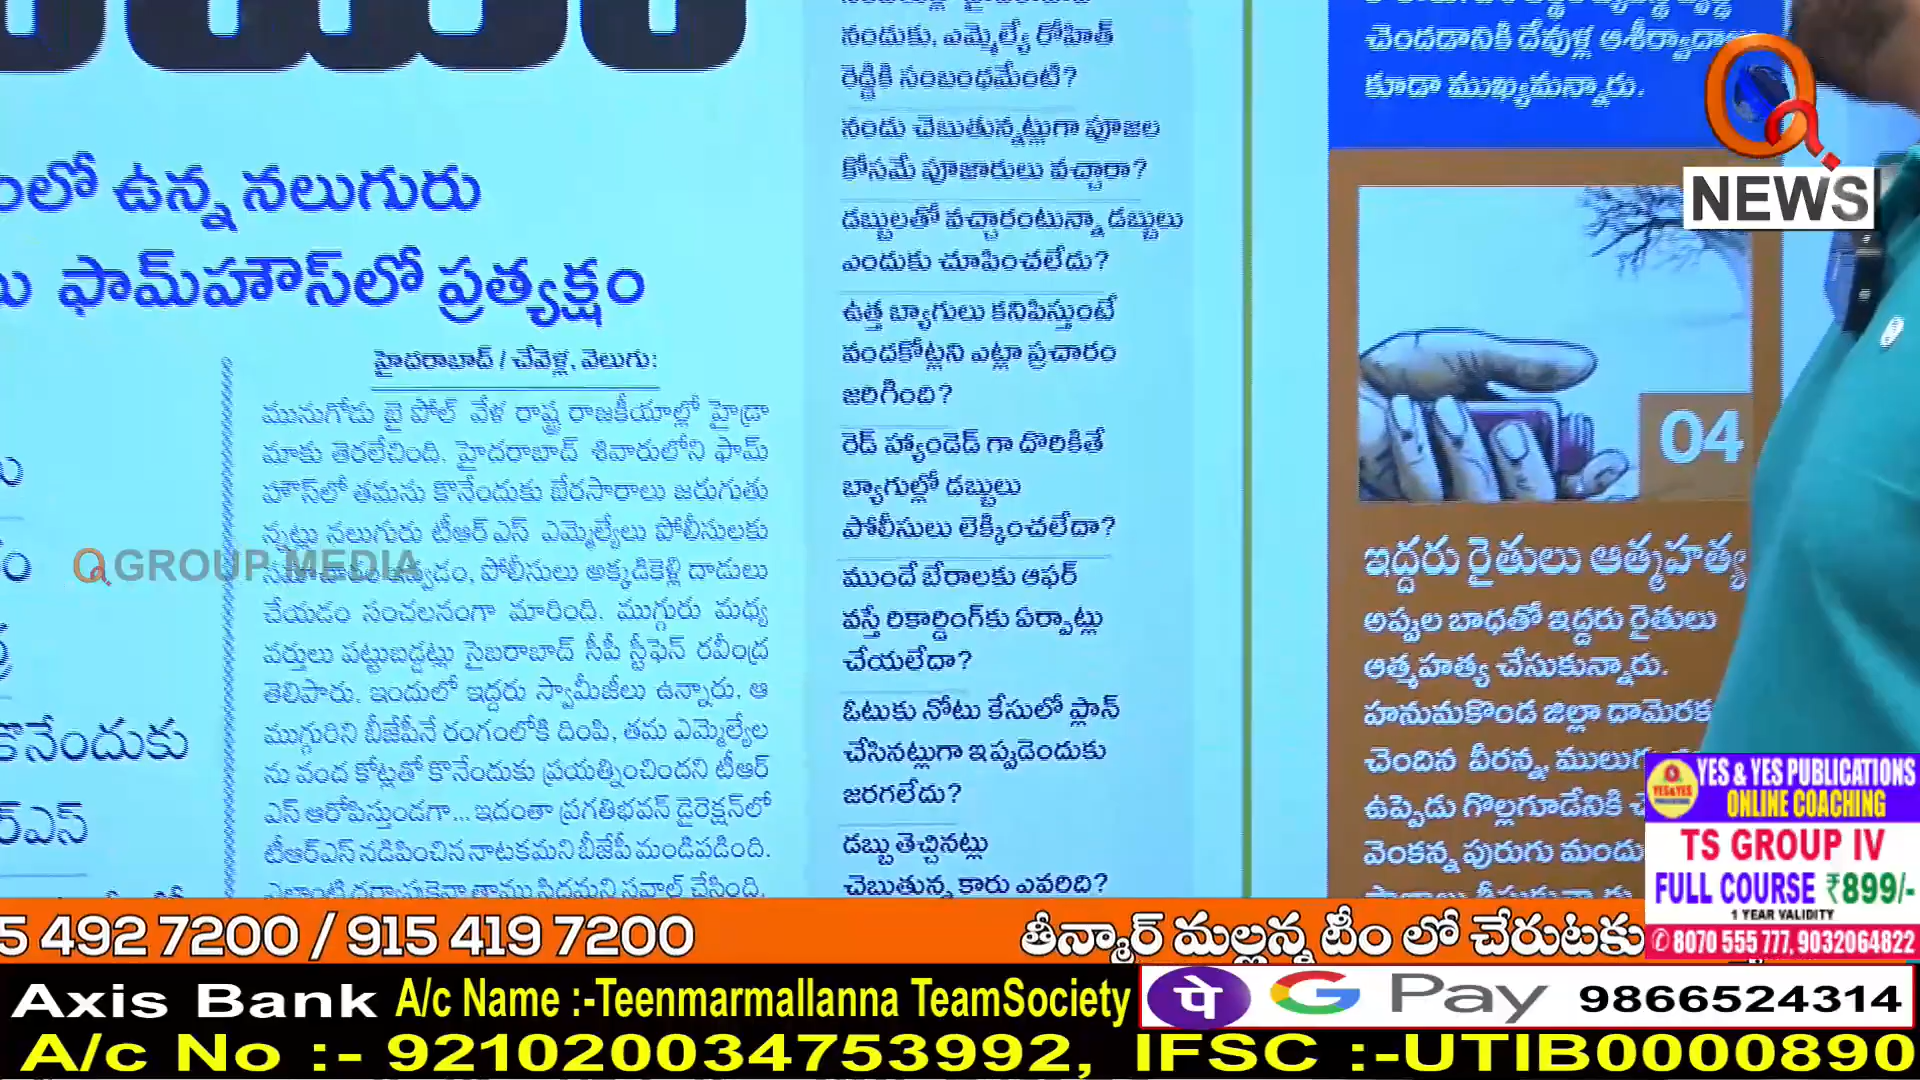 ంలో ఉన్న నలుగురు
ఫామ్‌హౌస్‌లో ప్రత్యక్షం
హైదరాబాద్ / చేవెళ్ల, వెలుగు:
మునుగోడు బై పోల్ వేళ రాష్ట్ర రాజకీయాల్లో హైడ్రా
మాకు తెరలేచింది. హైదరాబాద్ శివారులోని ఫామ్
హౌస్‌లో తమను కొనేందుకు బేరసారాలు జరుగుతు
న్నట్లు నలుగురు టీఆర్ఎస్ ఎమ్మెల్యేలు పోలీసులకు
సమాచారం ఇవ్వడం, పోలీసులు అక్కడికెళ్లి దాడులు
చేయడం సంచలనంగా మారింది. ముగ్గురు మధ్య
వర్తులు పట్టుబడ్డట్లు సైబరాబాద్ సీపీ స్టీఫెన్ రవీంద్ర
తెలిపారు. ఇందులో ఇద్దరు స్వామీజీలు ఉన్నారు. ఆ
ముగ్గురిని బీజేపీనే రంగంలోకి దింపి, తమ ఎమ్మెల్యేల
ను వంద కోట్లతో కొనేందుకు ప్రయత్నించిందని టీఆర్
ఎస్ ఆరోపిస్తుండగా... ఇదంతా ప్రగతిభవన్ డైరెక్షన్‌లో
టీఆర్ఎస్ నడిపించిన నాటకమని బీజేపీ మండిపడింది.
కొనేందుకు
ర్ఎస్
నందుకు, ఎమ్మెల్యే రోహిత్
రెడ్డికి సంబంధమేంటి?
నందు చెబుతున్నట్లుగా పూజల
కోసమే పూజారులు వచ్చారా?
డబ్బులతో వచ్చారంటున్నా డబ్బులు
ఎందుకు చూపించలేదు?
ఉత్త బ్యాగులు కనిపిస్తుంటే
వందకోట్లని ఎట్లా ప్రచారం
జరిగింది?
రెడ్ హ్యాండెడ్ గా దొరికితే
బ్యాగుల్లో డబ్బులు
పోలీసులు లెక్కించలేదా?
ముందే బేరాలకు ఆఫర్
వస్తే రికార్డింగ్‌కు ఏర్పాట్లు
చేయలేదా?
ఓటుకు నోటు కేసులో ప్లాన్
చేసినట్లుగా ఇప్పుడెందుకు
జరగలేదు?
డబ్బు తెచ్చినట్లు
చెబుతున్న కారు ఎవరిది?
చెందడానికి దేవుళ్ల ఆశీర్వాదాలు
కూడా ముఖ్యమన్నారు.
04
ఇద్దరు రైతులు ఆత్మహత్య
అప్పుల బాధతో ఇద్దరు రైతులు
ఆత్మహత్య చేసుకున్నారు.
హనుమకొండ జిల్లా దామెరక
చెందిన వీరన్న, ములుగు
ఉప్పెడు గొల్లగూడేనికి
వెంకన్న పురుగు మందు
Q NEWS
Q GROUP MEDIA
YES & YES PUBLICATIONS
ONLINE COACHING
TS GROUP IV
FULL COURSE ₹899/-
1 YEAR VALIDITY
8070 555 777, 9032064822
5 492 7200 / 915 419 7200
తీన్మార్ మల్లన్న టీం లో చేరుటకు
Axis Bank A/c Name :-Teenmarmallanna TeamSociety
पे G Pay 9866524314
A/c No :- 921020034753992, IFSC :-UTIB0000890